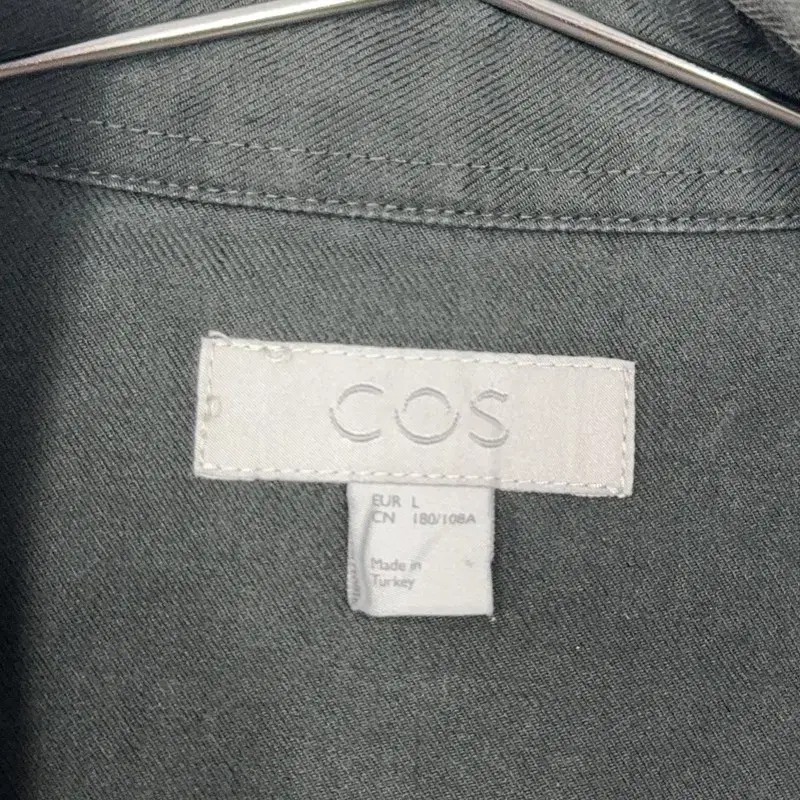 COS
EUR L
CN 180/108A
Made in
Turkey